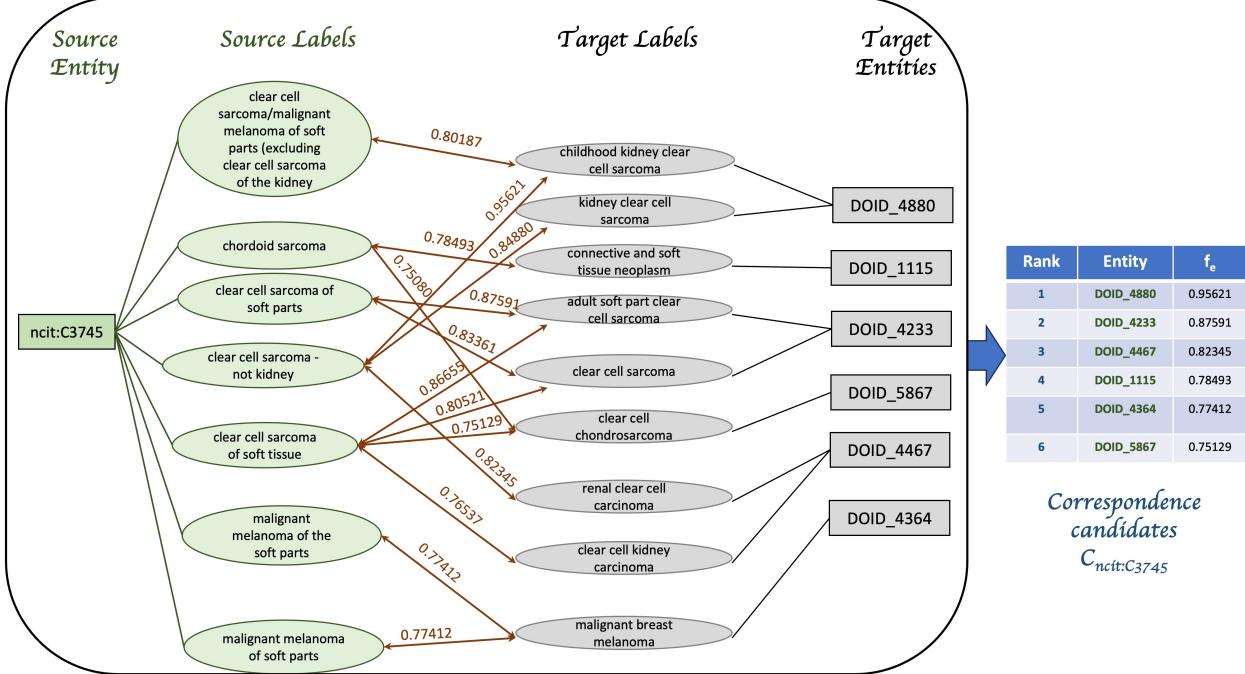 Source
Entity
Source Labels
Target Labels
Target
Entities
ncit:C3745
clear cell
sarcoma/malignant
melanoma of soft
parts (excluding
clear cell sarcoma
of the kidney
chordoid sarcoma
clear cell sarcoma of
soft parts
clear cell sarcoma -
not kidney
clear cell sarcoma
of soft tissue
malignant
melanoma of the
soft parts
malignant melanoma
of soft parts
0.80187
0.95621
0.84880
0.78493
0.75080
0.87591
0.83361
0.86655
0.80521
0.75129
0.82345
0.76537
0.77412
0.77412
childhood kidney clear
cell sarcoma
kidney clear cell
sarcoma
connective and soft
tissue neoplasm
adult soft part clear
cell sarcoma
clear cell sarcoma
clear cell
chondrosarcoma
renal clear cell
carcinoma
clear cell kidney
carcinoma
malignant breast
melanoma
DOID_4880
DOID_1115
DOID_4233
DOID_5867
DOID_4467
DOID_4364
Rank Entity fe
1 DOID_4880 0.95621
2 DOID_4233 0.87591
3 DOID_4467 0.82345
4 DOID_1115 0.78493
5 DOID_4364 0.77412
6 DOID_5867 0.75129
Correspondence
candidates
Cncit:C3745